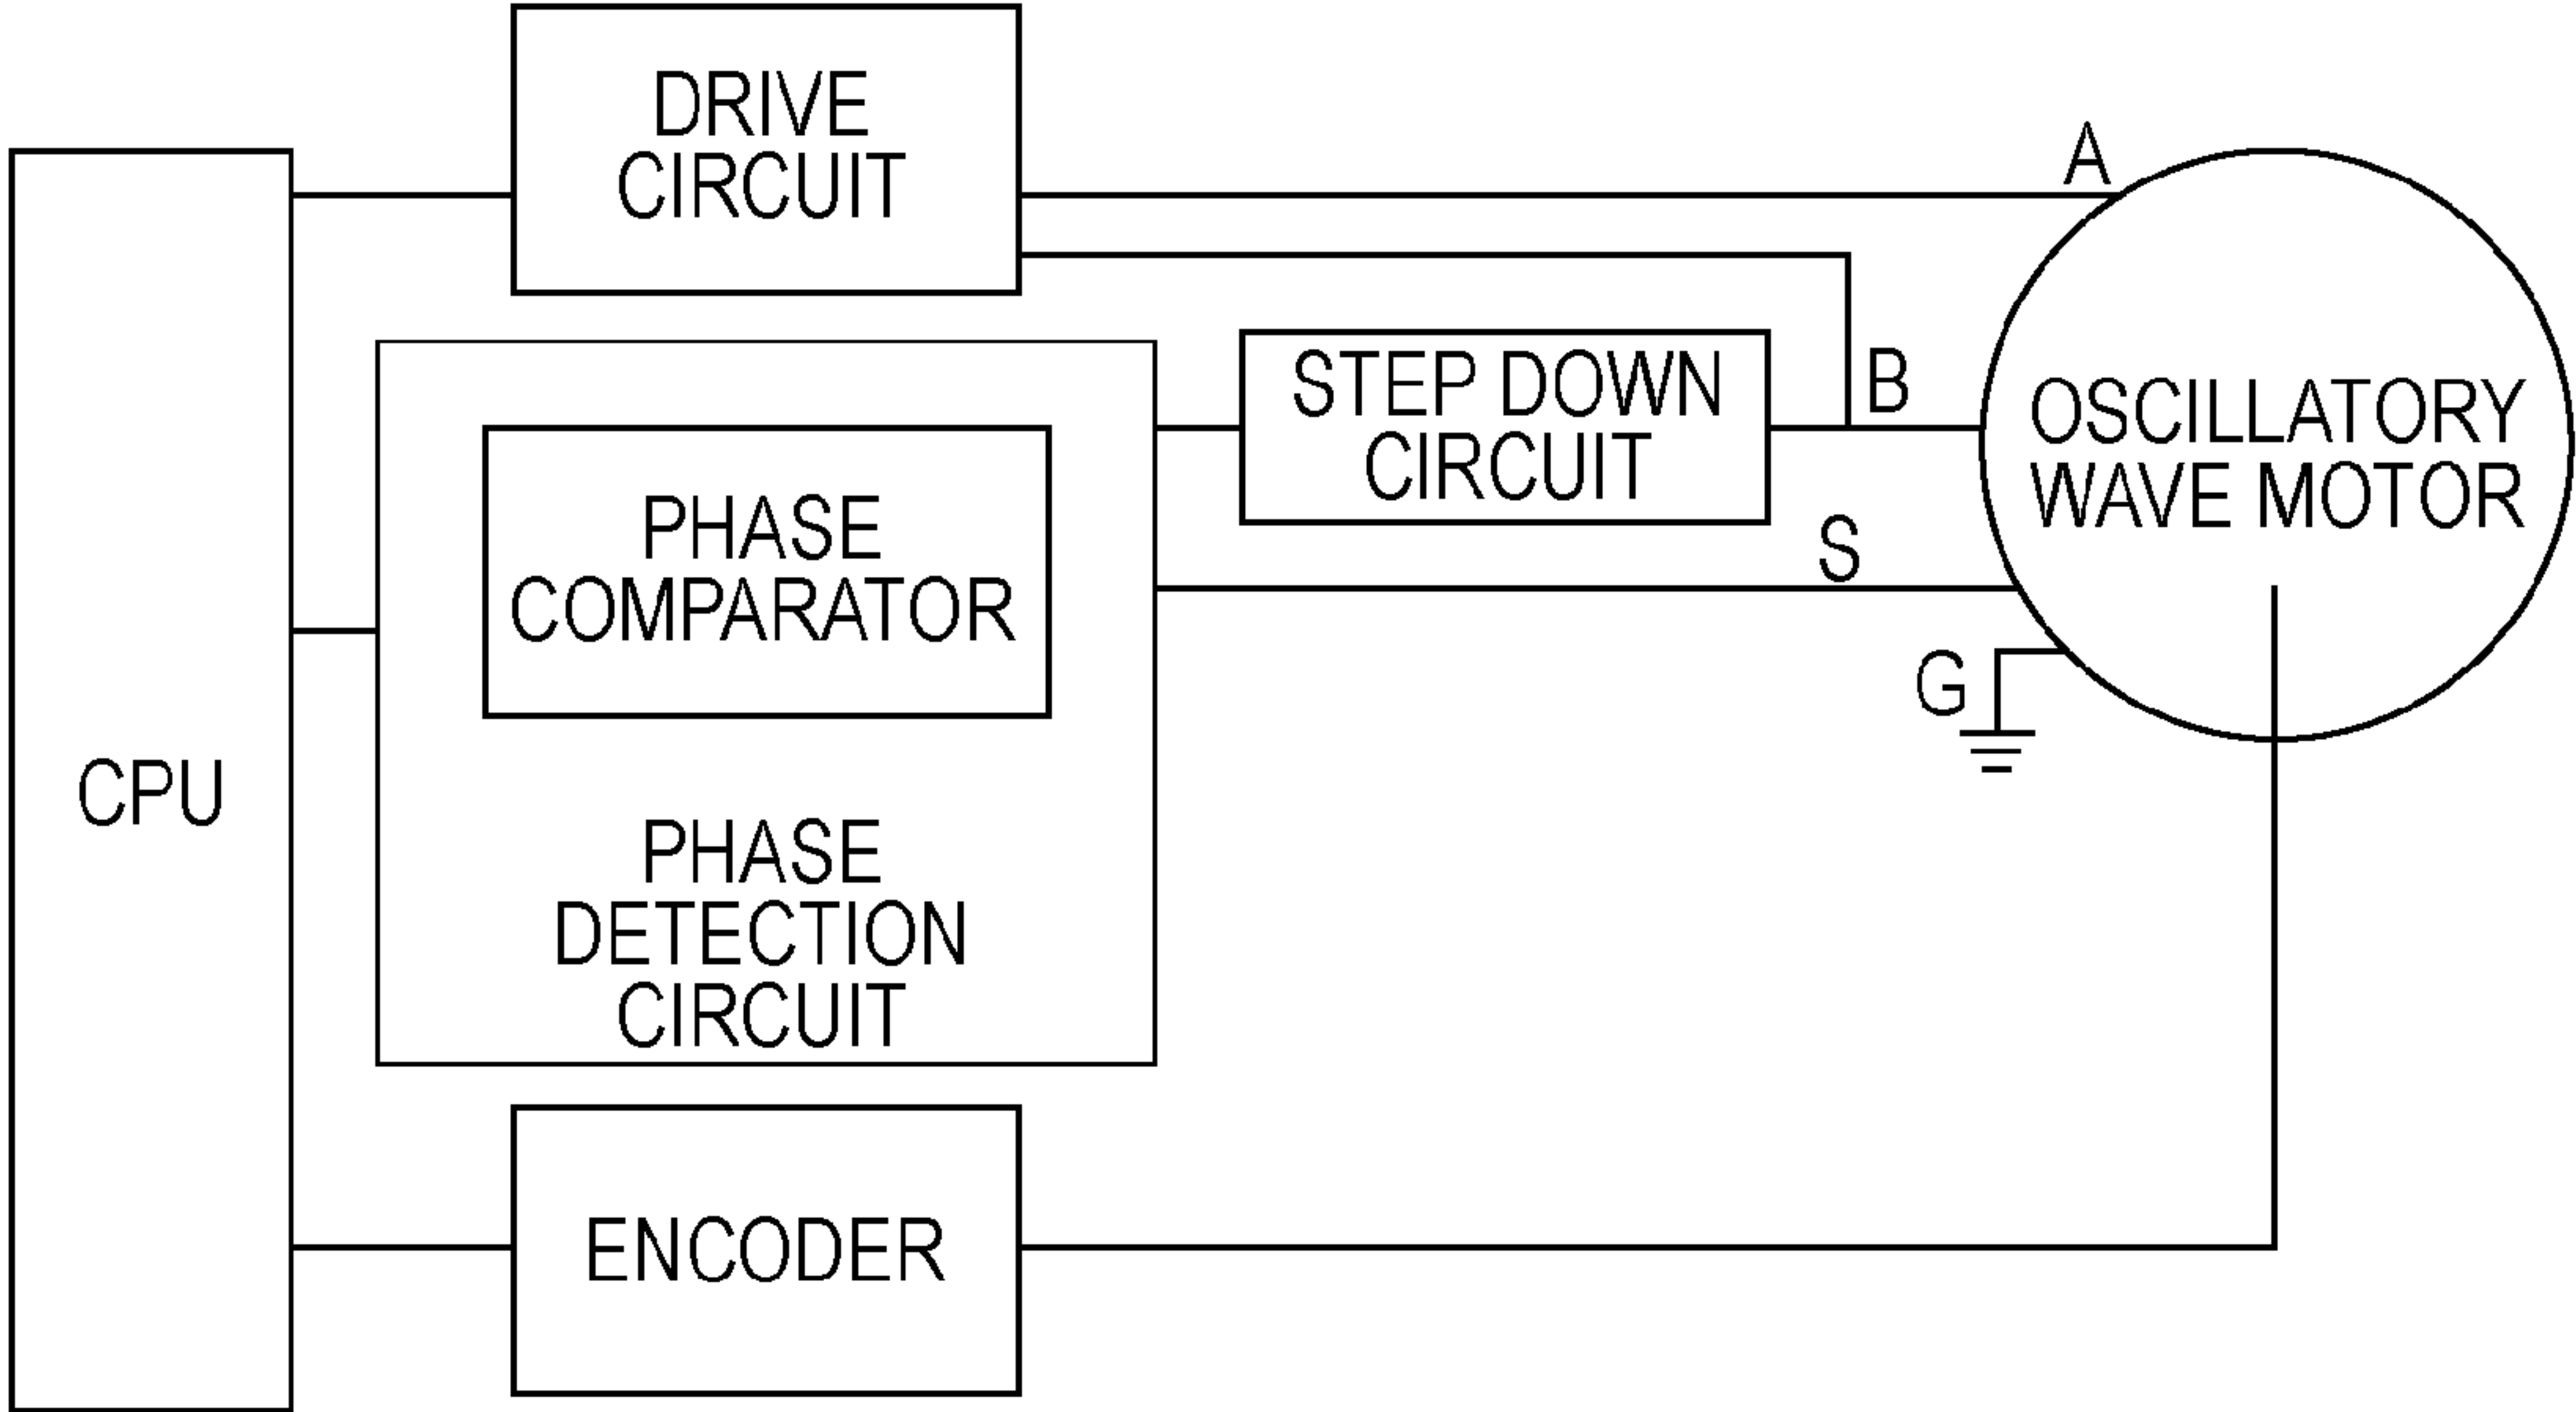 DRIVE
CIRCUIT
A
STEP DOWN
CIRCUIT
B
OSCILLATORY
WAVE MOTOR
PHASE
COMPARATOR
S
G
CPU
PHASE
DETECTION
CIRCUIT
ENCODER